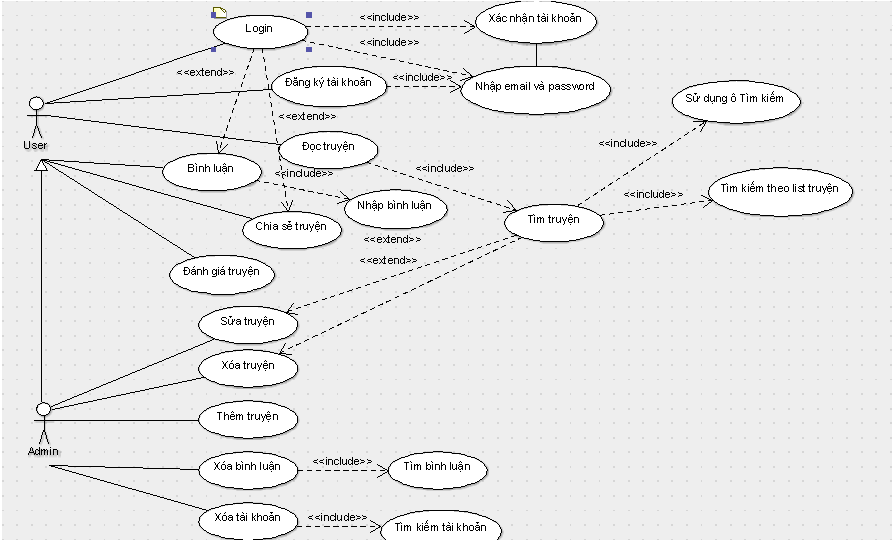 Login
<<include>>
Xác nhận tài khoản
<<include>>
<<extend>>
Đăng ký tài khoản
<<include>>
Nhập email và password
Sử dụng ô Tìm kiếm
<<extend>>
User
Đọc truyện
<<include>>
Bình luận
<<include>>
<<include>>
Tìm kiếm theo list truyện
<<include>>
Nhập bình luận
Chia sẻ truyện
Tìm truyện
<<extend>>
<<extend>>
Đánh giá truyện
Sửa truyện
Xóa truyện
Thêm truyện
Admin
Xóa bình luận
<<include>>
Tìm bình luận
Xóa tài khoản
<<include>>
Tìm kiếm tài khoản